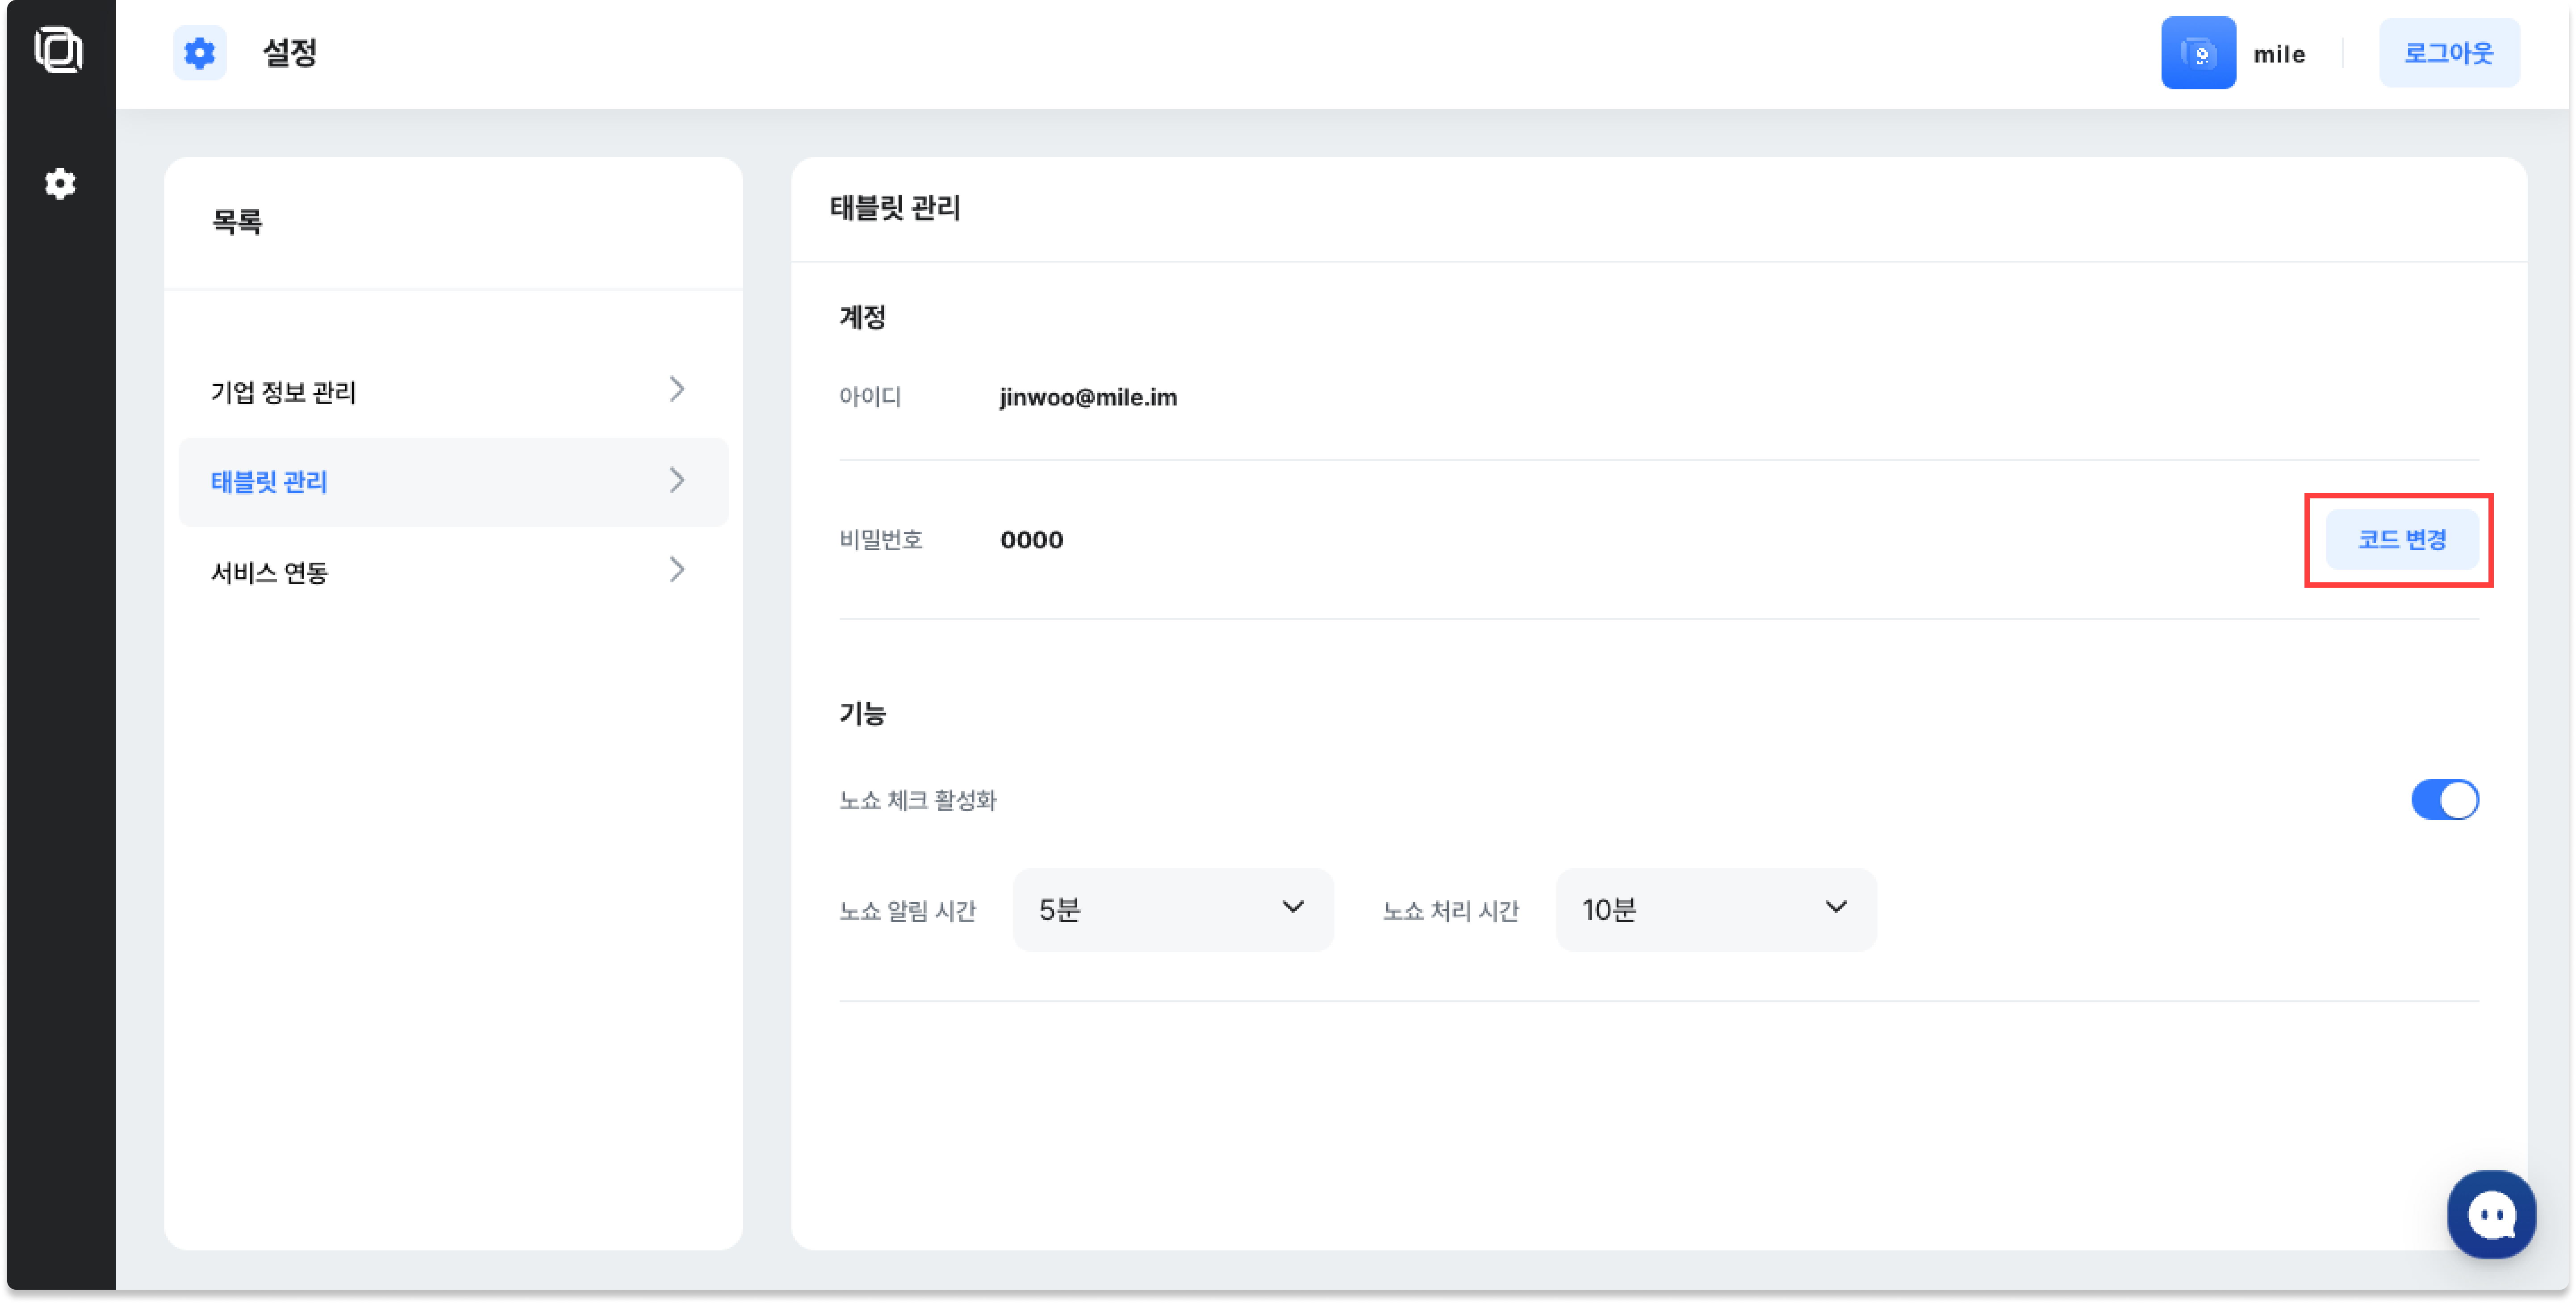 설정
mile
로그아웃
목록
기업 정보 관리
태블릿 관리
서비스 연동
태블릿 관리
계정
아이디 jinwoo@mile.im
비밀번호 0000 코드 변경
기능
노쇼 체크 활성화
노쇼 알림 시간 5분 노쇼 처리 시간 10분